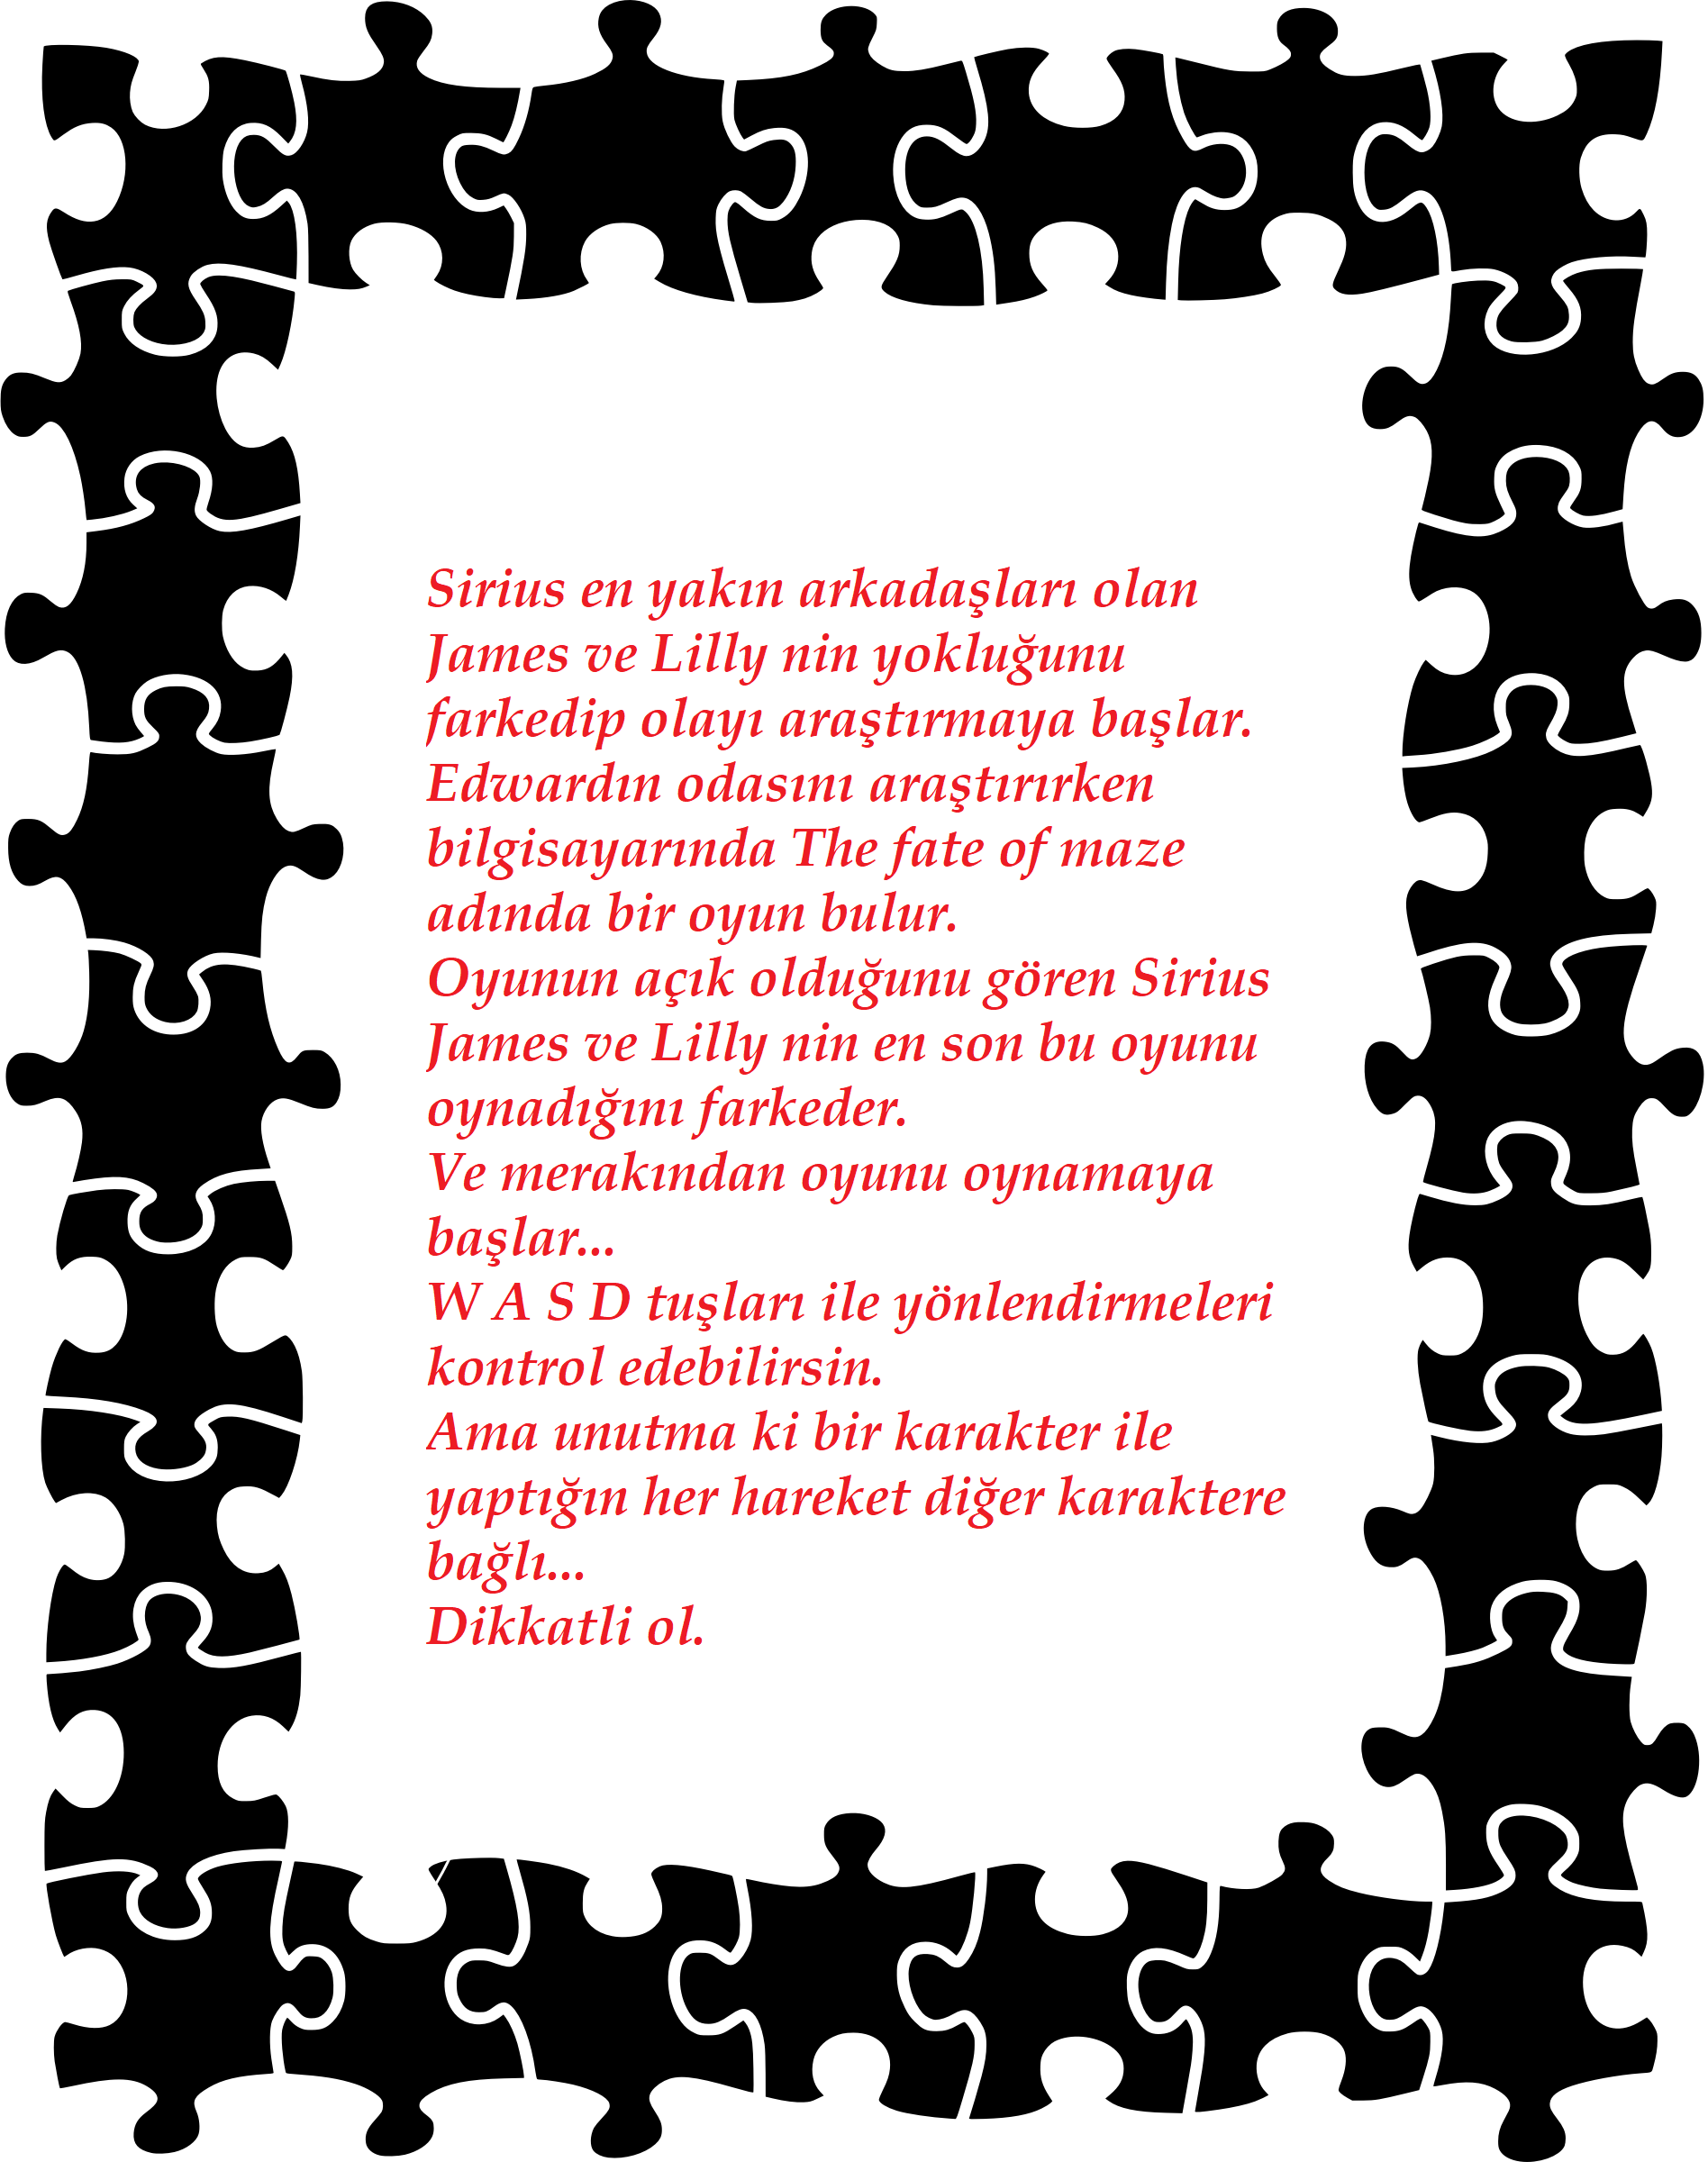 Sirius en yakın arkadaşları olan
James ve Lilly nin yokluğunu
farkedip olayı araştırmaya başlar.
Edwardın odasını araştırırken
bilgisayarında The fate of maze
adında bir oyun bulur.
Oyunun açık olduğunu gören Sirius
James ve Lilly nin en son bu oyunu
oynadığını farkeder.
Ve merakından oyunu oynamaya
başlar...
W A S D tuşları ile yönlendirmeleri
kontrol edebilirsin.
Ama unutma ki bir karakter ile
yaptığın her hareket diğer karaktere
bağlı...
Dikkatli ol.